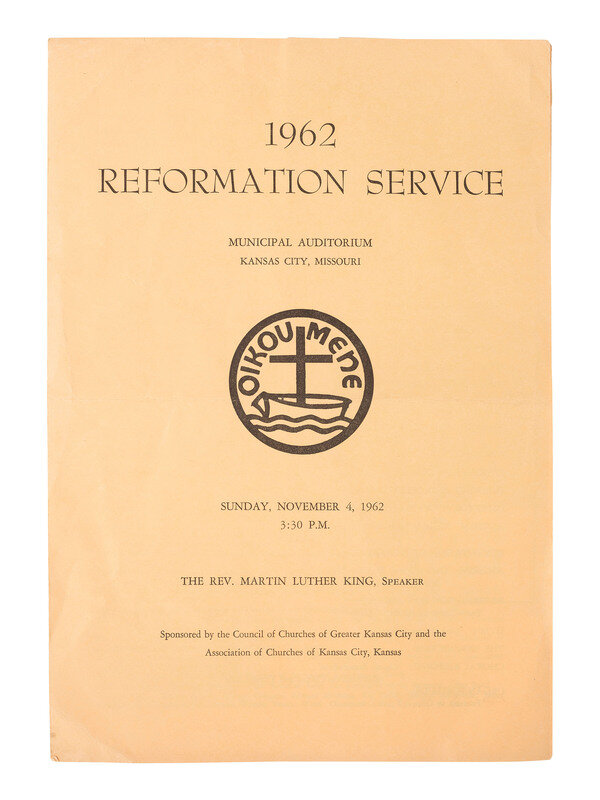 1962
REFORMATION SERVICE
MUNICIPAL AUDITORIUM
KANSAS CITY, MISSOURI
OIKOUMENE
SUNDAY, NOVEMBER 4, 1962
3:30 P.M.
THE REV. MARTIN LUTHER KING, SPEAKER
Sponsored by the Council of Churches of Greater Kansas City and the
Association of Churches of Kansas City, Kansas